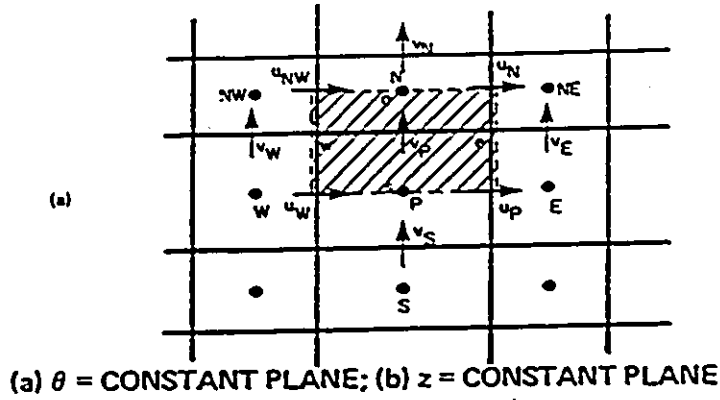 v_N
u_NW N u_N
NW NE
v_W w v_P e v_E
(a)
W u_W P u_P E
v_S
S
(a) θ = CONSTANT PLANE; (b) z = CONSTANT PLANE